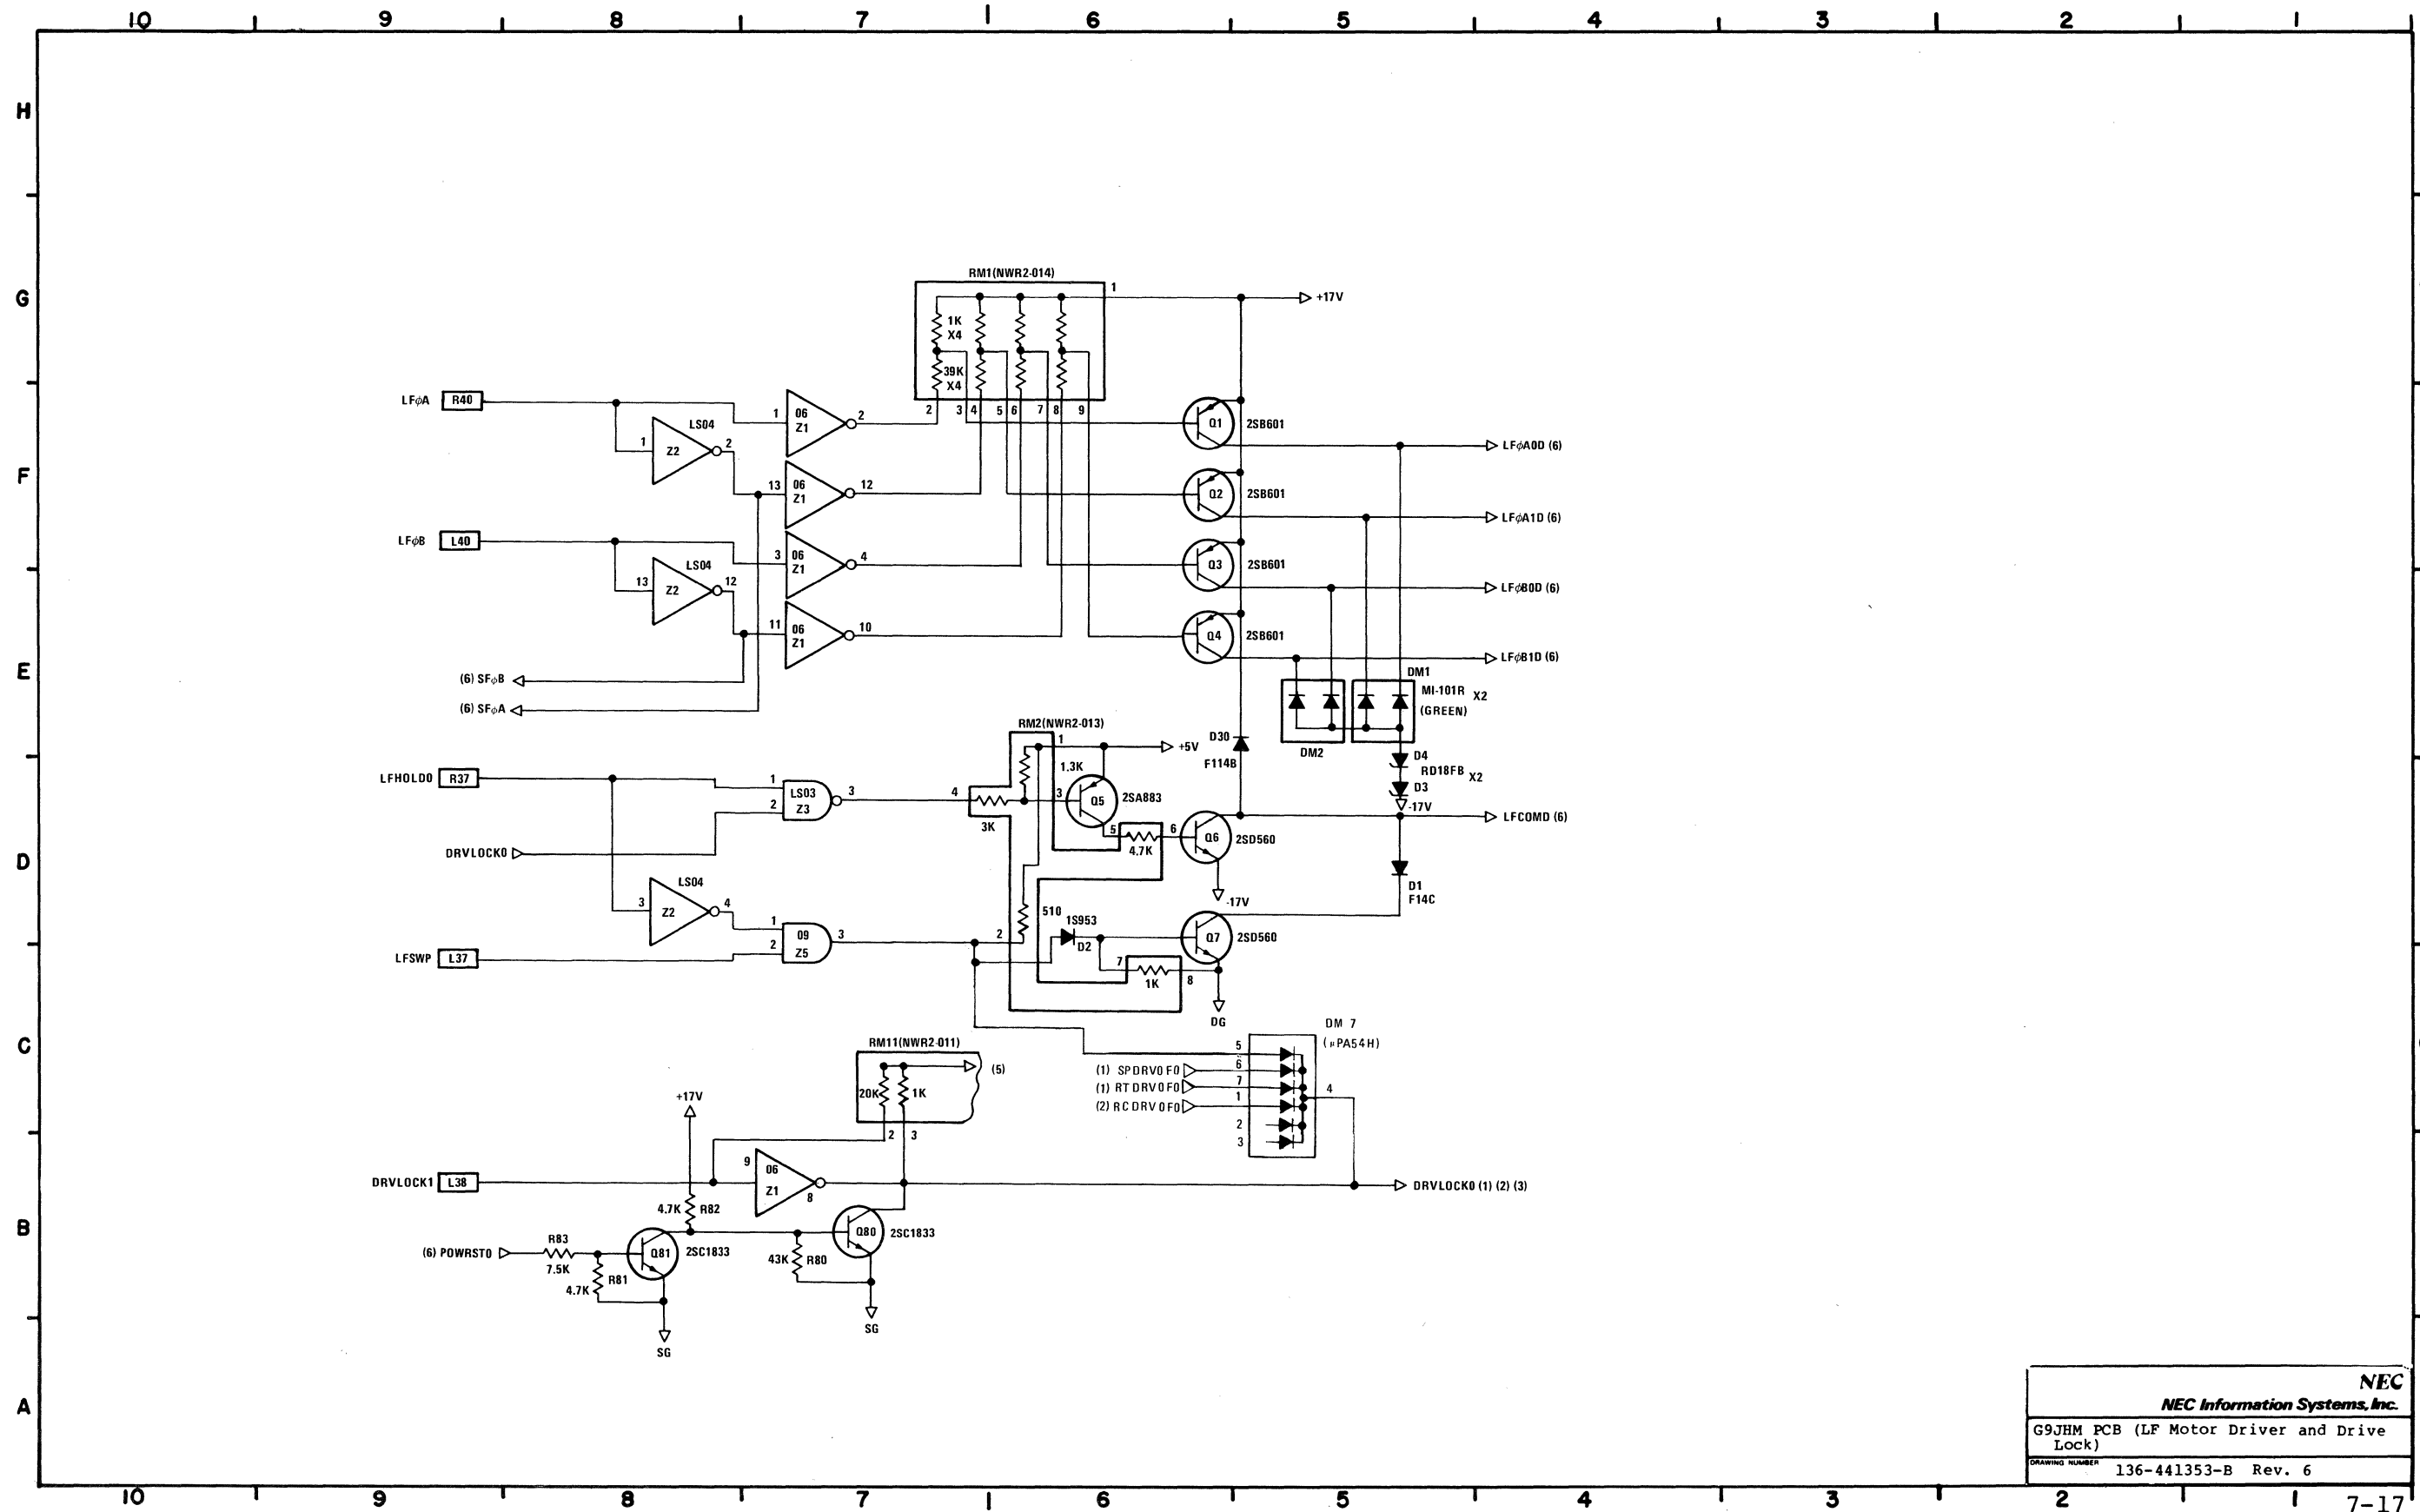 10 9 8 7 6 5 4 3 2 1
H
G
F
E
D
C
B
A
RM1(NWR2-014)
1
+17V
1K
X4
39K
X4
2 3 4 5 6 7 8 9
LFφA R40
1 06 2
Z1
LS04
1 Z2 2
Q1 2SB601
LFφA0D (6)
13 06 12
Z1
Q2 2SB601
LFφA1D (6)
LFφB L40
3 06 4
Z1
LS04
13 Z2 12
Q3 2SB601
LFφB0D (6)
11 06 10
Z1
Q4 2SB601
LFφB1D (6)
(6) SFφB
(6) SFφA
DM1
MI-101R X2
(GREEN)
DM2
RM2(NWR2-013)
1
+5V
D30
F114B
D4
RD18FB X2
D3
-17V
LFHOLD0 R37
1
2
LS03
Z3
3
4
3K
1.3K
3
Q5 2SA883
5
4.7K
6
Q6 2SD560
LFCOMD (6)
DRVLOCK0
-17V
D1
F14C
LS04
3 Z2 4
1
2
09
Z5
3
2
510
1S953
D2
Q7 2SD560
7
1K
8
DG
LFSWP L37
DM 7
(μPA54H)
5
(1) SPDRV0F0 6
(1) RTDRV0F0 7
(2) RCDRV0F0 1
2
3
4
RM11(NWR2-011)
(5)
20K 1K
2 3
+17V
DRVLOCK1 L38
9 06
Z1 8
DRVLOCK0 (1) (2) (3)
4.7K R82
(6) POWRST0
R83
7.5K
4.7K R81
Q81 2SC1833
43K R80
Q80 2SC1833
SG
SG
NEC
NEC Information Systems, Inc.
G9JHM PCB (LF Motor Driver and Drive
Lock)
DRAWING NUMBER 136-441353-B Rev. 6
10 9 8 7 6 5 4 3 2 1
7-17